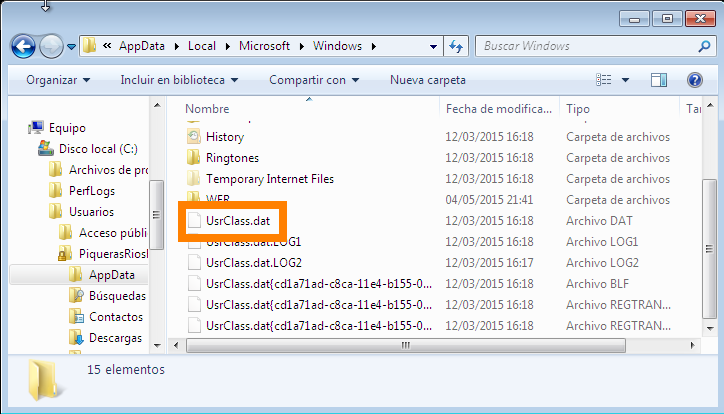 « AppData ▸ Local ▸ Microsoft ▸ Windows ▸
Buscar Windows
Organizar Incluir en biblioteca Compartir con Nueva carpeta
Equipo
Disco local (C:)
Archivos de pro
PerfLogs
Usuarios
Acceso públi
PiquerasRiosk
AppData
Búsquedas
Contactos
Descargas
Nombre Fecha de modifica... Tipo Tam
History 12/03/2015 16:18 Carpeta de archivos
Ringtones 12/03/2015 16:18 Carpeta de archivos
Temporary Internet Files 12/03/2015 16:18 Carpeta de archivos
WER 04/05/2015 21:41 Carpeta de archivos
UsrClass.dat 12/03/2015 16:18 Archivo DAT
UsrClass.dat.LOG1 12/03/2015 16:18 Archivo LOG1
UsrClass.dat.LOG2 12/03/2015 16:17 Archivo LOG2
UsrClass.dat{cd1a71ad-c8ca-11e4-b155-0... 12/03/2015 16:18 Archivo BLF
UsrClass.dat{cd1a71ad-c8ca-11e4-b155-0... 12/03/2015 16:18 Archivo REGTRAN...
UsrClass.dat{cd1a71ad-c8ca-11e4-b155-0... 12/03/2015 16:18 Archivo REGTRAN...
15 elementos